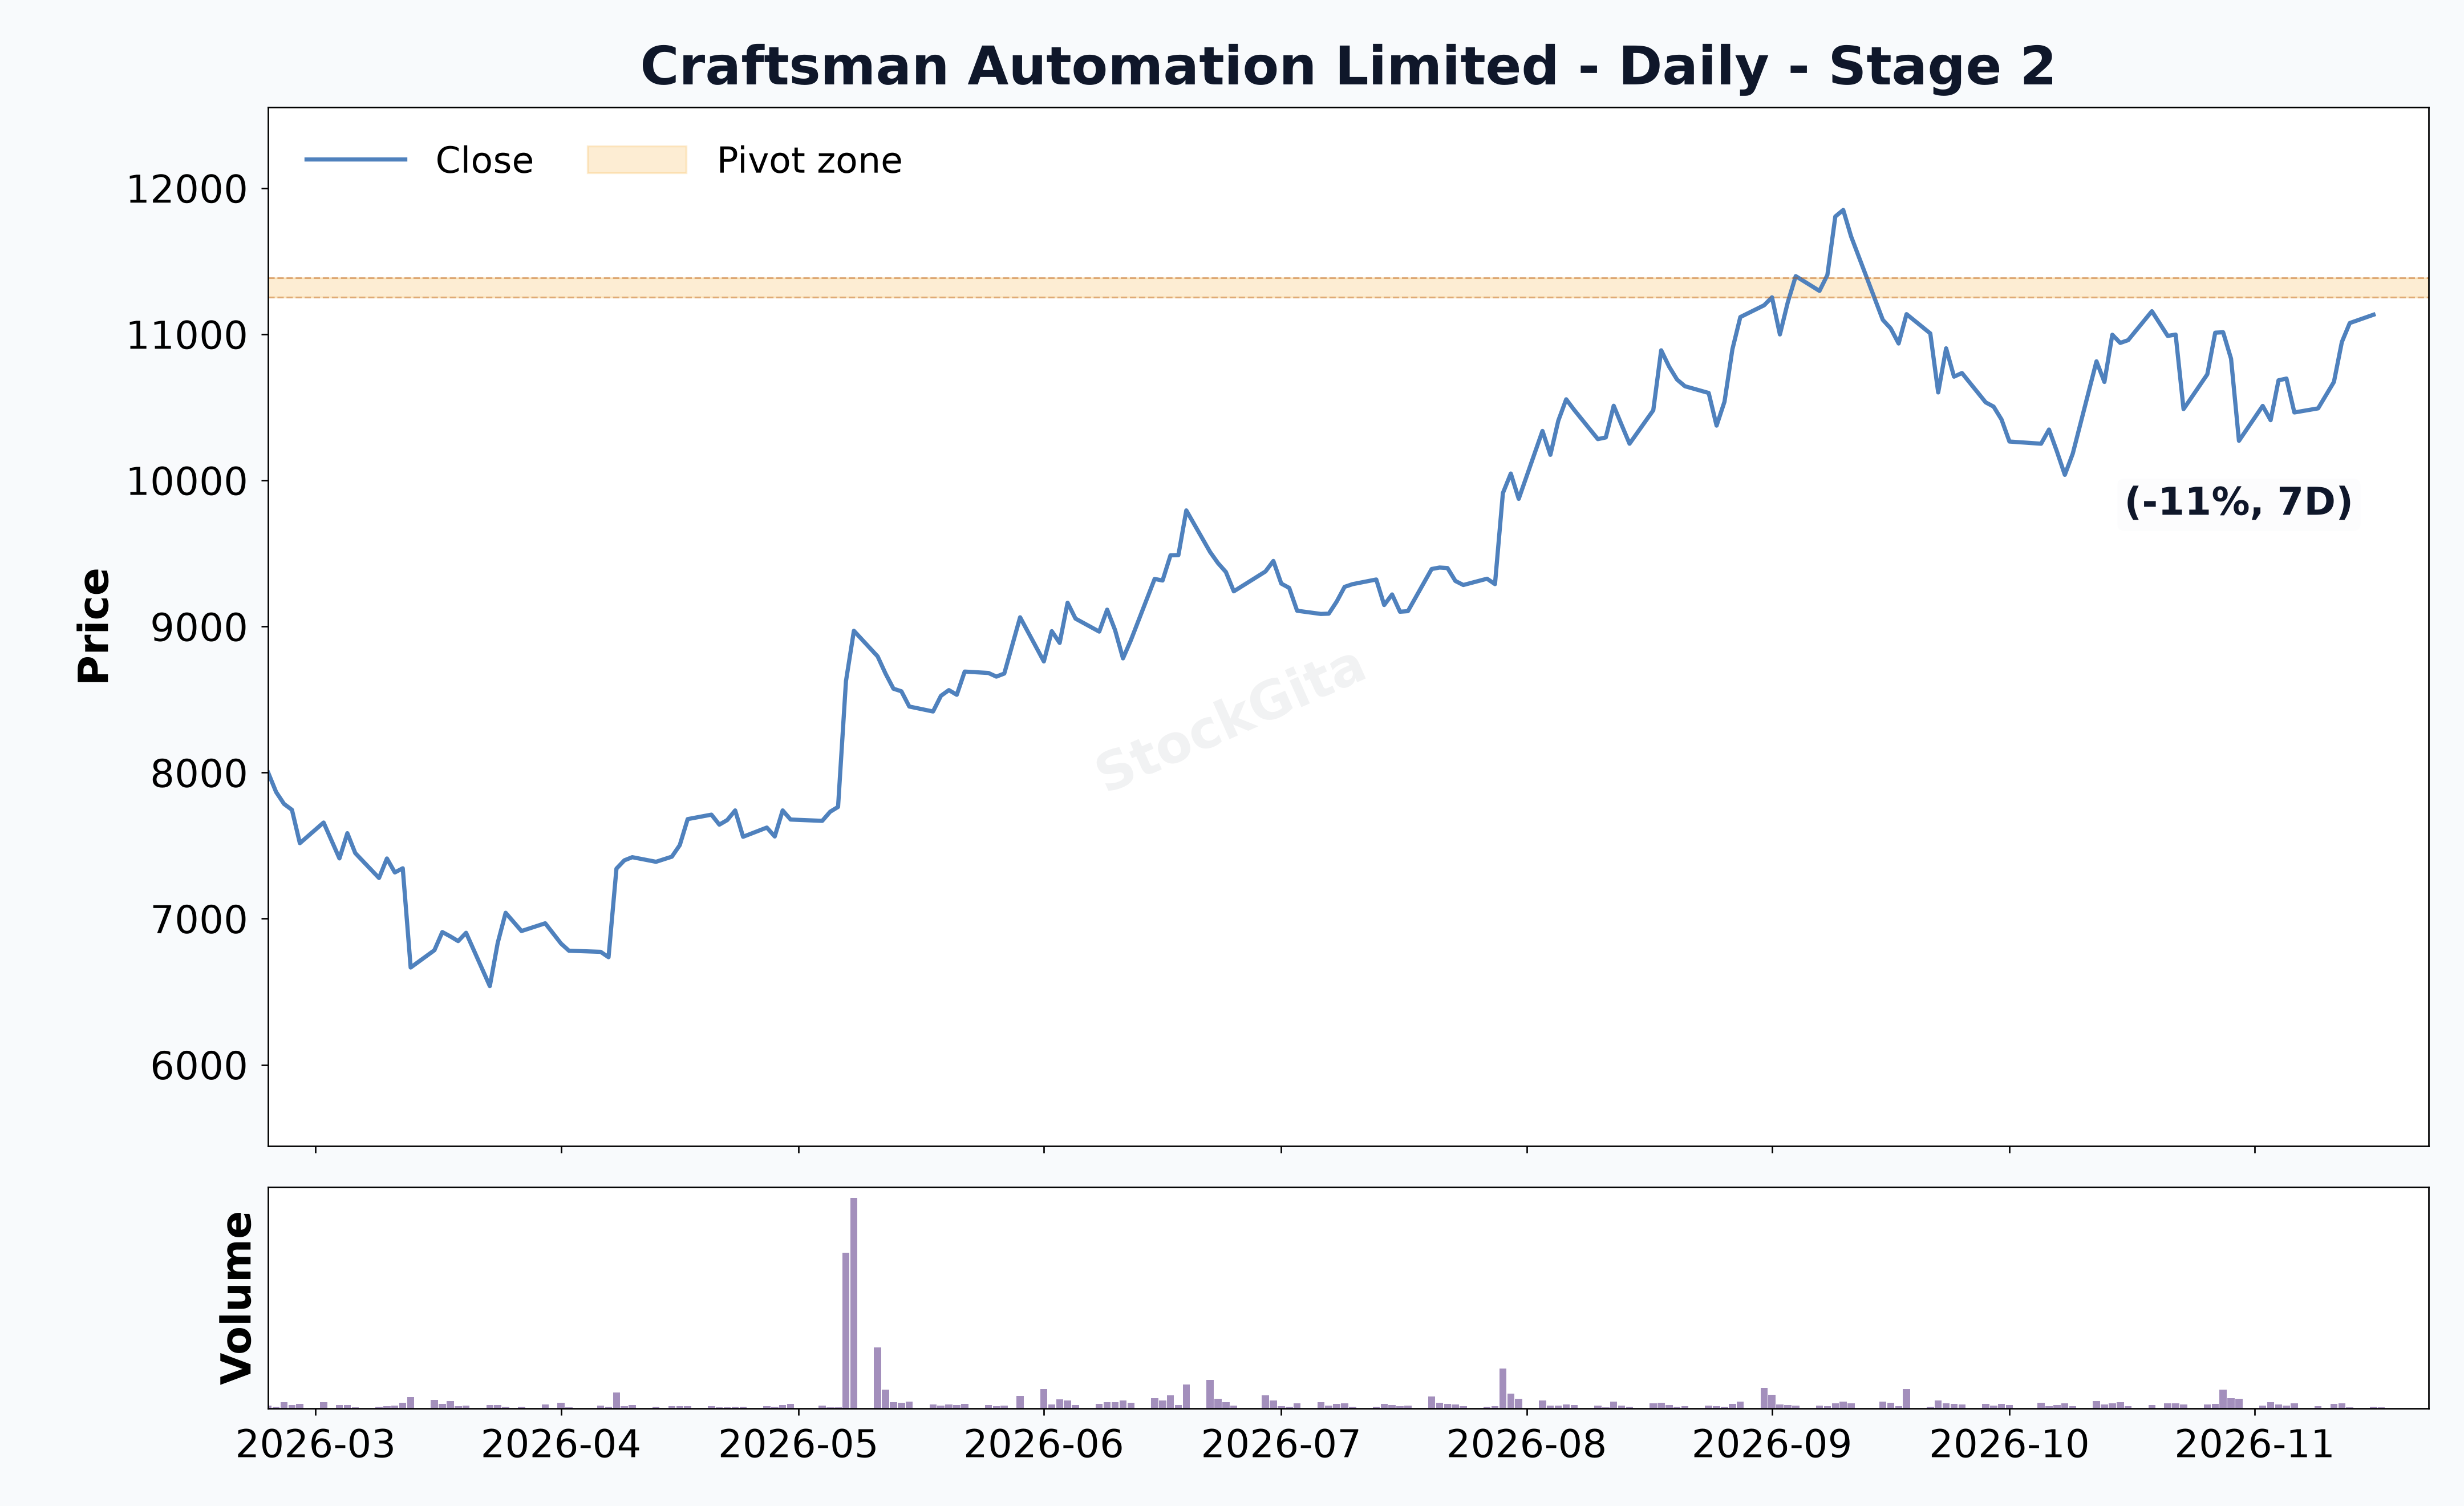 Craftsman Automation Limited - Daily - Stage 2
Close
Pivot zone
12000
11000
10000
9000
8000
7000
6000
Price
(-11%, 7D)
StockGita
Volume
2026-03
2026-04
2026-05
2026-06
2026-07
2026-08
2026-09
2026-10
2026-11